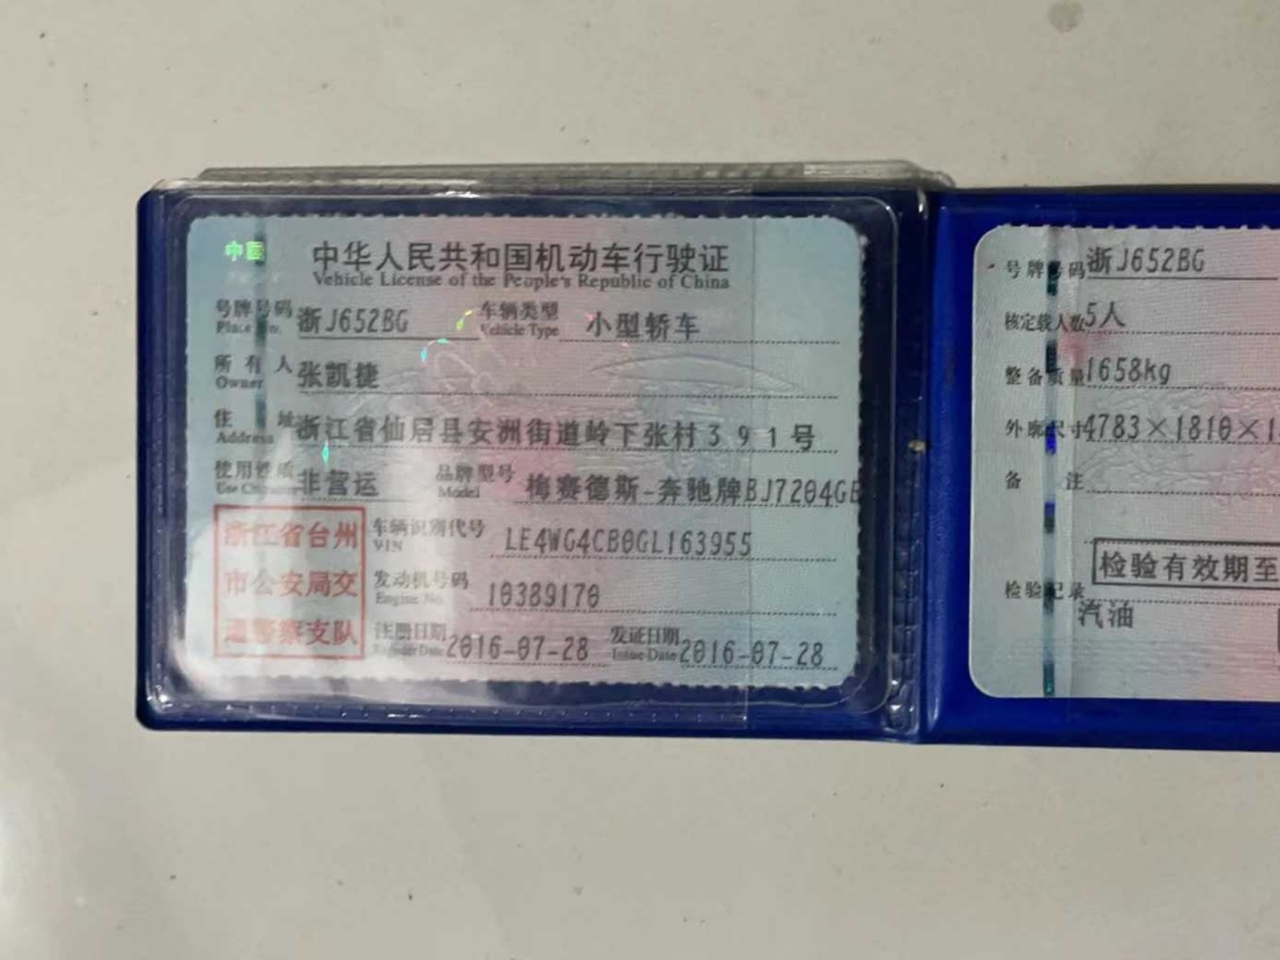 中国
中华人民共和国机动车行驶证
Vehicle License of the People's Republic of China
号牌号码 浙J652BG 车辆类型 小型轿车
Plate No. Vehicle Type
所有人 张凯捷
Owner
住址 浙江省仙居县安洲街道岭下张村391号
Address
使用性质 非营运 品牌型号 梅赛德斯-奔驰牌BJ7204GE
Model
浙江省台州
市公安局交
通警察支队
车辆识别代号 LE4WG4CB0GL163955
VIN
发动机号码 10389170
Engine No.
注册日期 2016-07-28 发证日期 2016-07-28
Register Date Issue Date
号牌号码 浙J652BG
核定载人数 5人
整备质量 1658kg
外廓尺寸 4783×1810×1
备注
检验有效期至
检验记录
汽油